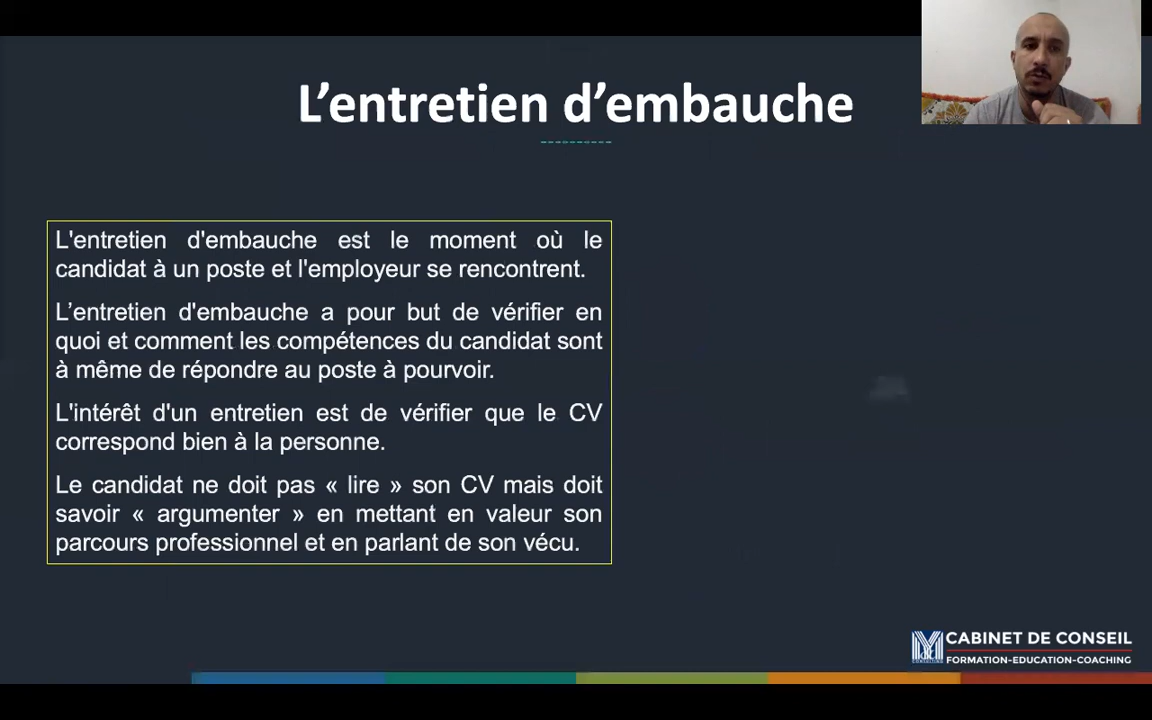 L’entretien d’embauche
L'entretien d'embauche est le moment où le
candidat à un poste et l'employeur se rencontrent.
L’entretien d'embauche a pour but de vérifier en
quoi et comment les compétences du candidat sont
à même de répondre au poste à pourvoir.
L'intérêt d'un entretien est de vérifier que le CV
correspond bien à la personne.
Le candidat ne doit pas « lire » son CV mais doit
savoir « argumenter » en mettant en valeur son
parcours professionnel et en parlant de son vécu.
CABINET DE CONSEIL
FORMATION-EDUCATION-COACHING